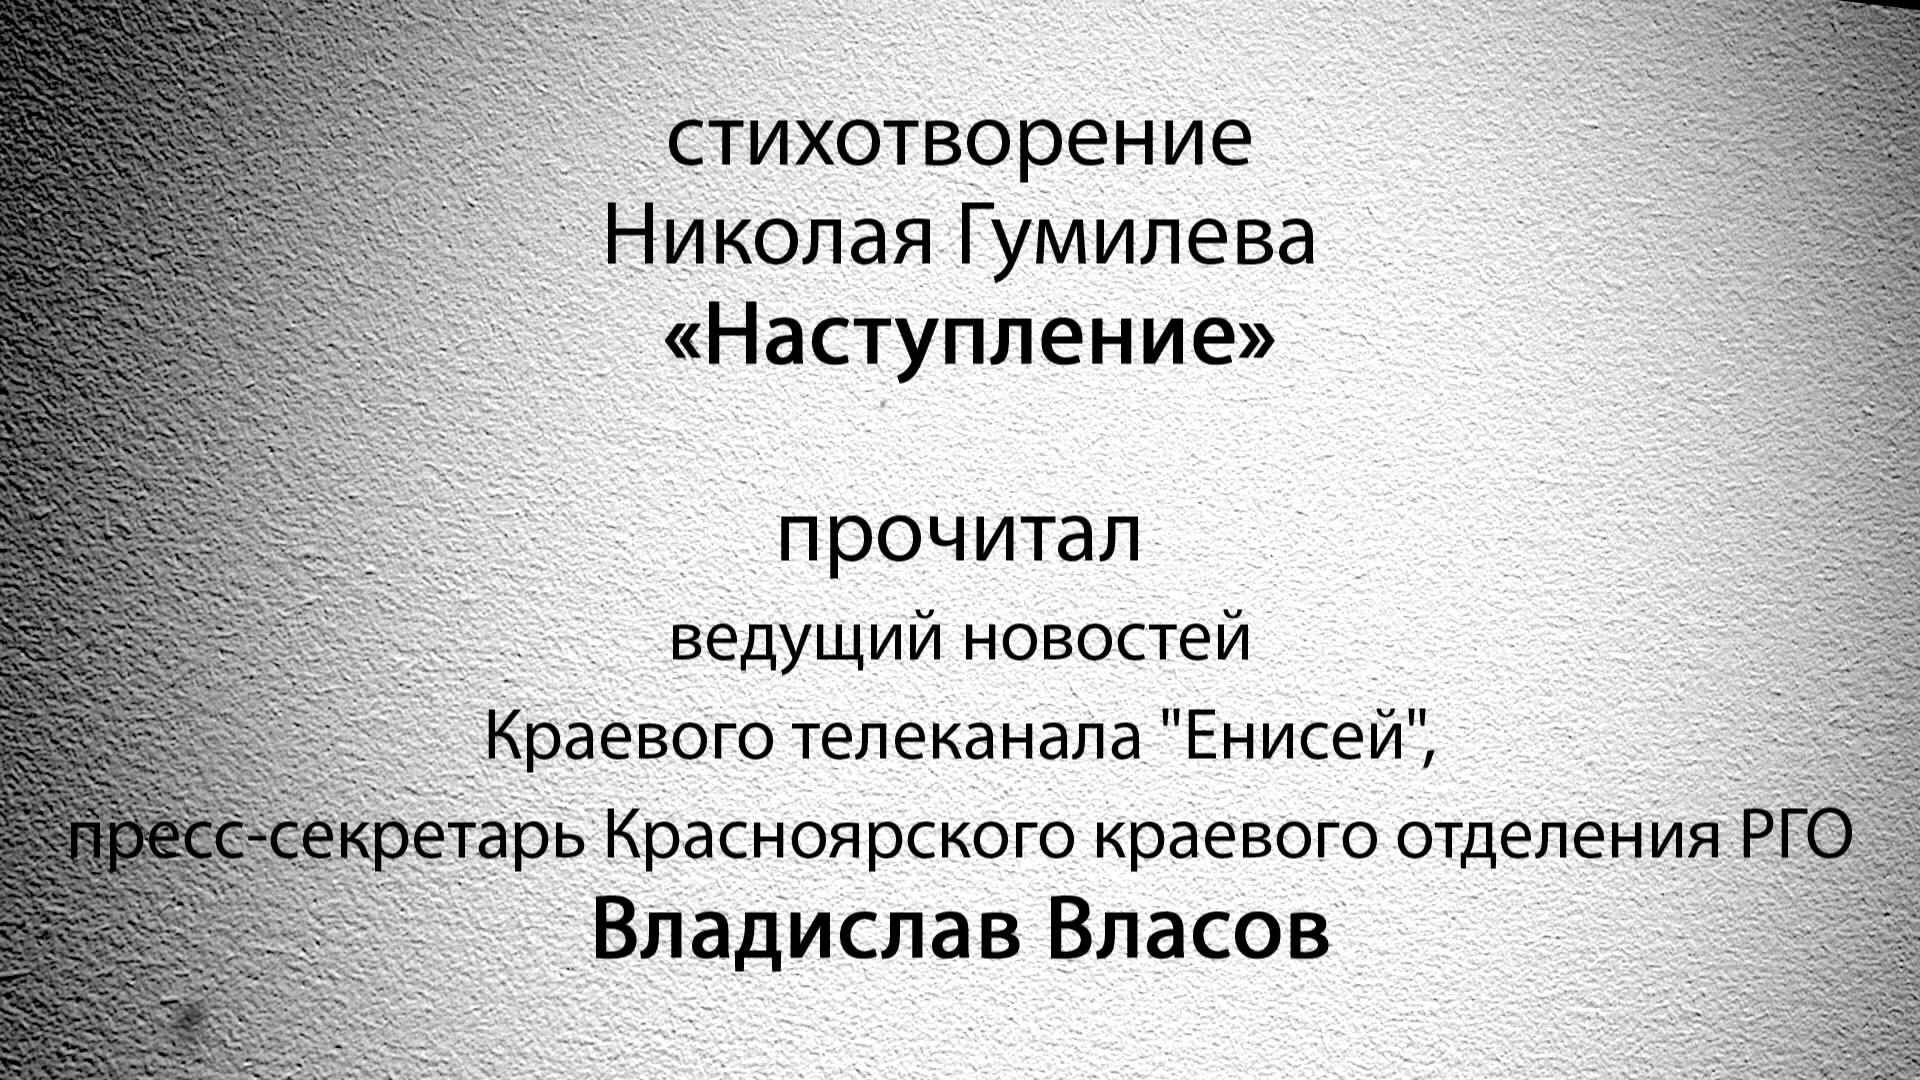 стихотворение
Николая Гумилева
«Наступление»
прочитал
ведущий новостей
Краевого телеканала "Енисей",
пресс-секретарь Красноярского краевого отделения РГО
Владислав Власов